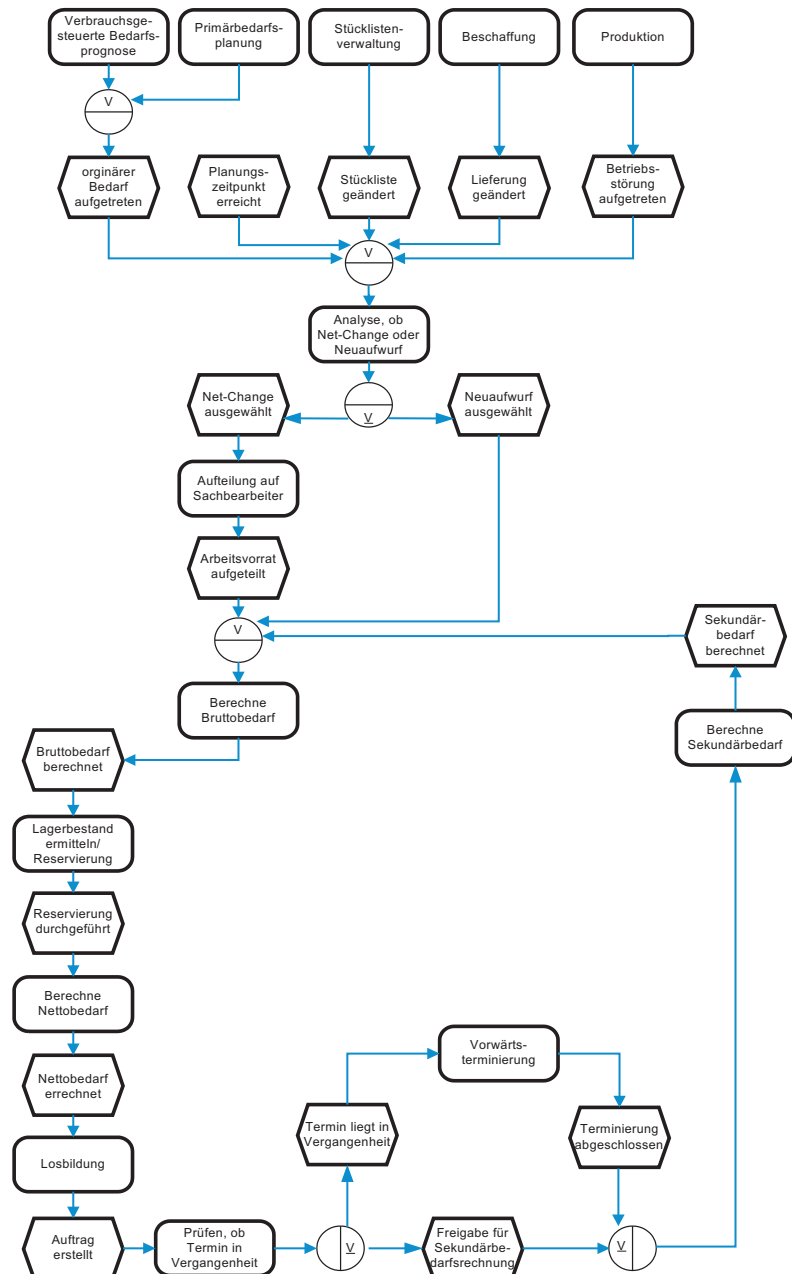 Verbrauchsge-
steuerte Bedarfs-
prognose
Primärbedarfs-
planung
Stücklisten-
verwaltung
Beschaffung
Produktion
V
orginärer
Bedarf
aufgetreten
Planungs-
zeitpunkt
erreicht
Stückliste
geändert
Lieferung
geändert
Betriebs-
störung
aufgetreten
V
Analyse, ob
Net-Change oder
Neuaufwurf
Net-Change
ausgewählt
V
Neuaufwurf
ausgewählt
Aufteilung auf
Sachbearbeiter
Arbeitsvorrat
aufgeteilt
V
Sekundär-
bedarf
berechnet
Berechne
Bruttobedarf
Berechne
Sekundärbedarf
Bruttobedarf
berechnet
Lagerbestand
ermitteln/
Reservierung
Reservierung
durchgeführt
Berechne
Nettobedarf
Nettobedarf
errechnet
Vorwärts-
terminierung
Termin liegt in
Vergangenheit
Terminierung
abgeschlossen
Losbildung
Auftrag
erstellt
Prüfen, ob
Termin in
Vergangenheit
V
Freigabe für
Sekundärbe-
darfsrechnung
V